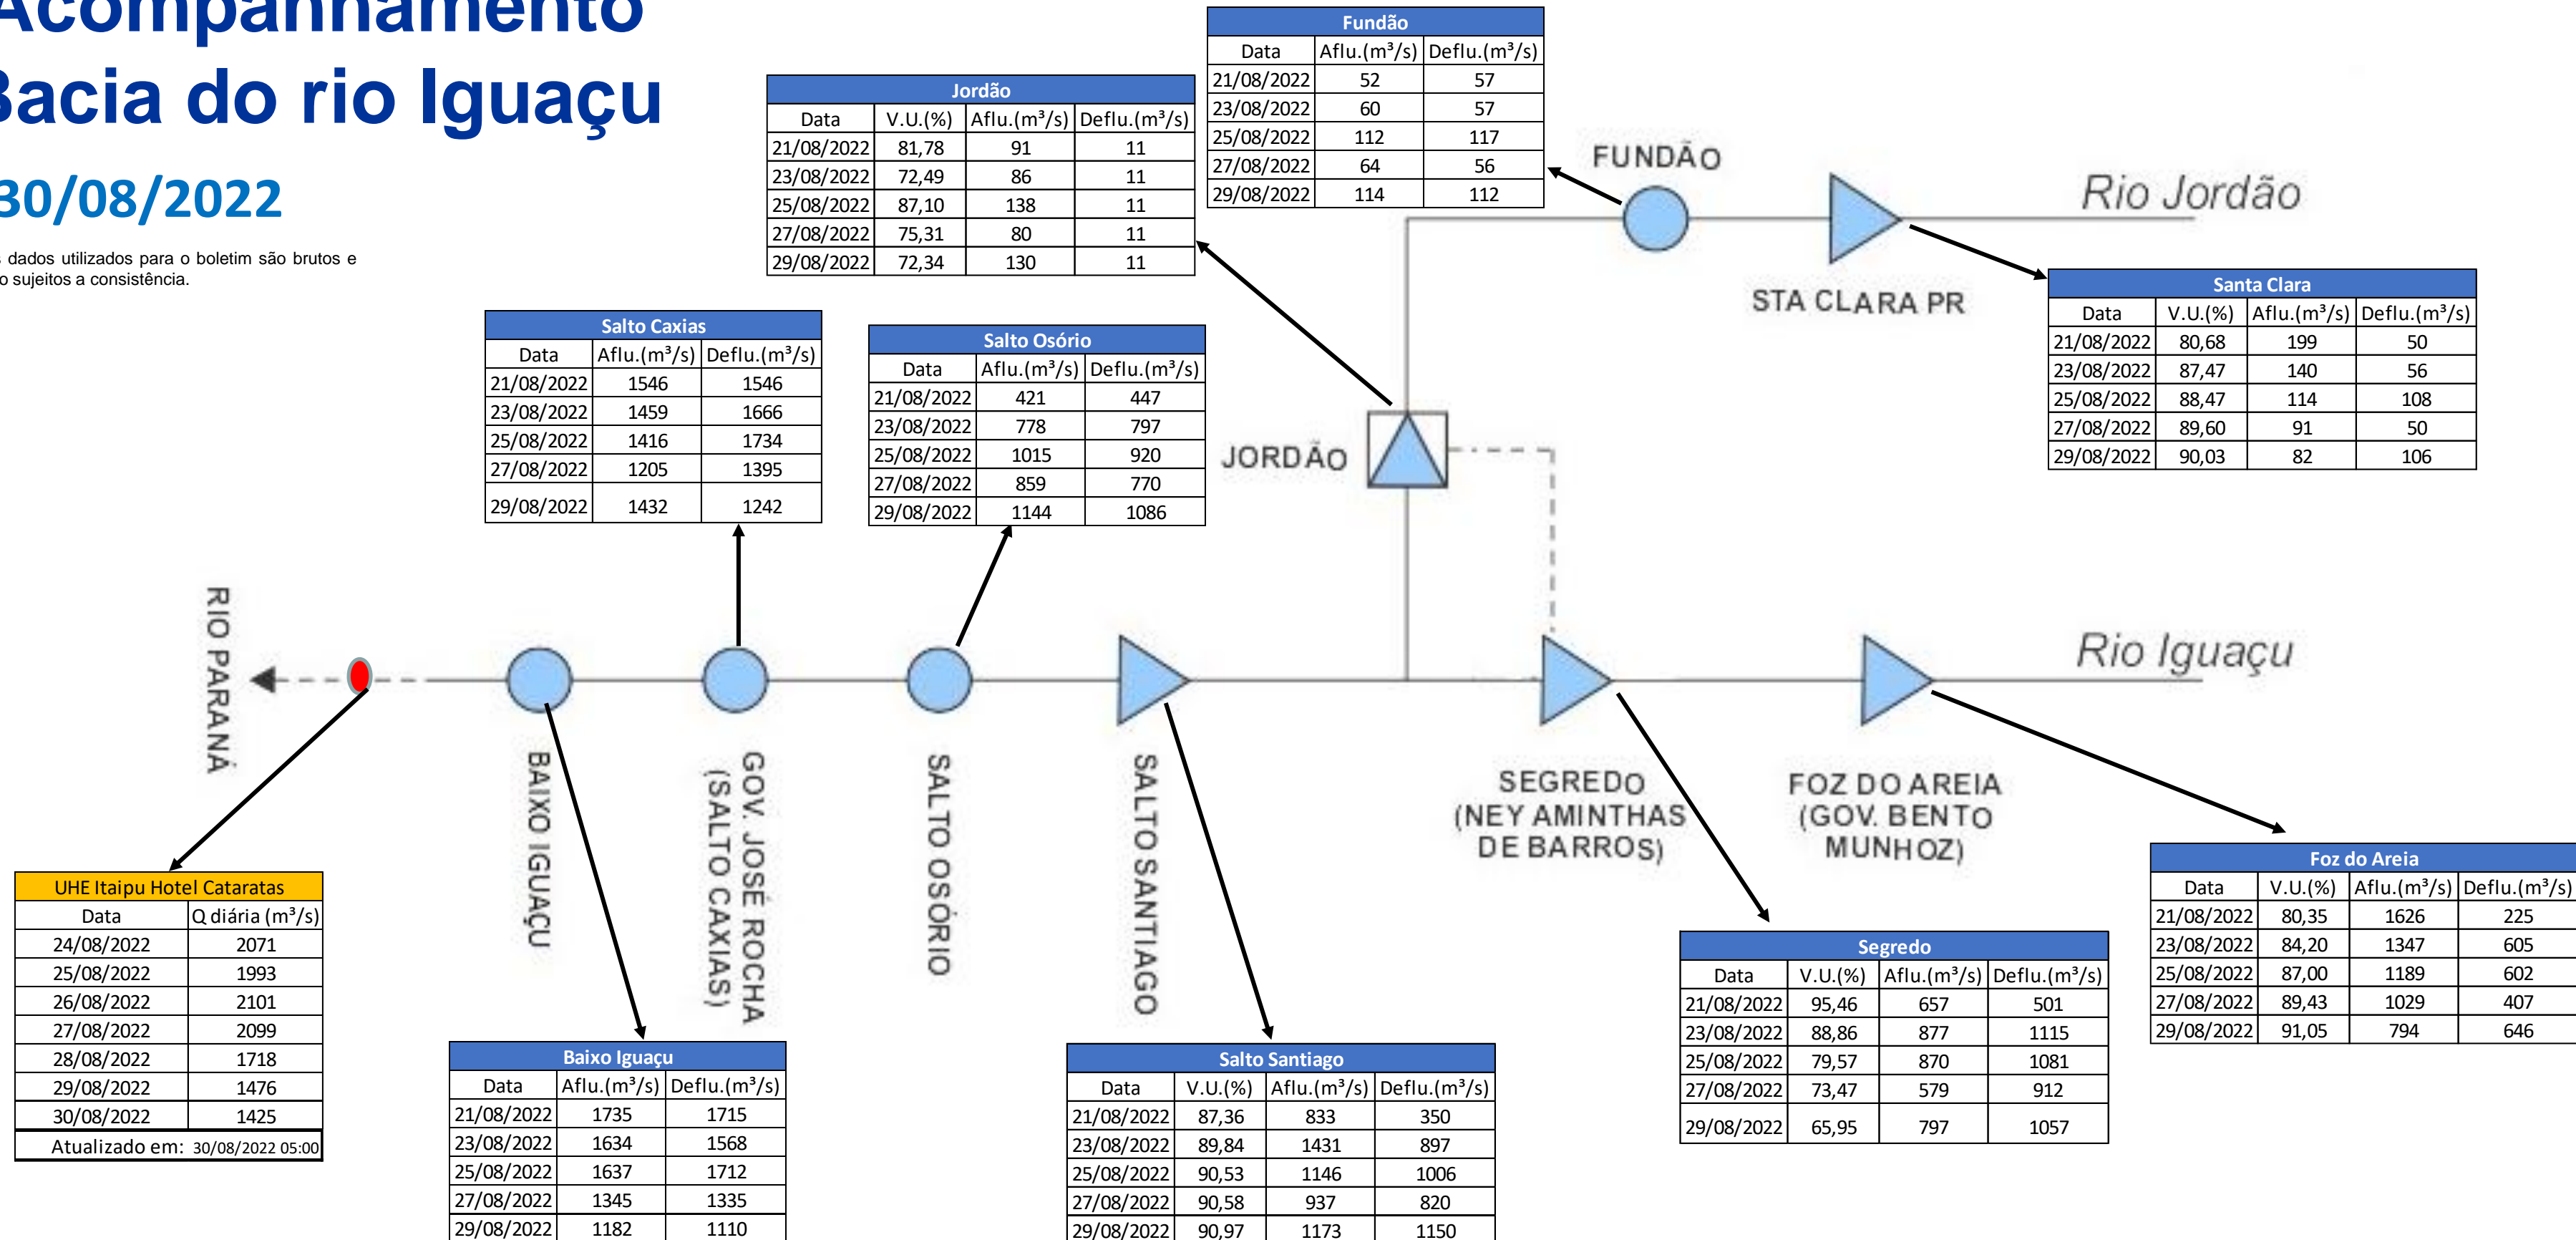 Acompanhamento
Bacia do rio Iguaçu
30/08/2022
s dados utilizados para o boletim são brutos e
o sujeitos a consistência.
Fundão
Data Aflu.(m³/s) Deflu.(m³/s)
21/08/2022 52 57
23/08/2022 60 57
25/08/2022 112 117
27/08/2022 64 56
29/08/2022 114 112
Jordão
Data V.U.(%) Aflu.(m³/s) Deflu.(m³/s)
21/08/2022 81,78 91 11
23/08/2022 72,49 86 11
25/08/2022 87,10 138 11
27/08/2022 75,31 80 11
29/08/2022 72,34 130 11
FUNDÃO
Rio Jordão
STA CLARA PR
Santa Clara
Data V.U.(%) Aflu.(m³/s) Deflu.(m³/s)
21/08/2022 80,68 199 50
23/08/2022 87,47 140 56
25/08/2022 88,47 114 108
27/08/2022 89,60 91 50
29/08/2022 90,03 82 106
Salto Caxias
Data Aflu.(m³/s) Deflu.(m³/s)
21/08/2022 1546 1546
23/08/2022 1459 1666
25/08/2022 1416 1734
27/08/2022 1205 1395
29/08/2022 1432 1242
Salto Osório
Data Aflu.(m³/s) Deflu.(m³/s)
21/08/2022 421 447
23/08/2022 778 797
25/08/2022 1015 920
27/08/2022 859 770
29/08/2022 1144 1086
JORDÃO
RIO PARANÁ
Rio Iguaçu
BAIXO IGUAÇU
GOV. JOSÉ ROCHA
(SALTO CAXIAS)
SALTO OSÓRIO
SALTO SANTIAGO
SEGREDO
(NEY AMINTHAS
DE BARROS)
FOZ DO AREIA
(GOV. BENTO
MUNHOZ)
UHE Itaipu Hotel Cataratas
Data Q diária (m³/s)
24/08/2022 2071
25/08/2022 1993
26/08/2022 2101
27/08/2022 2099
28/08/2022 1718
29/08/2022 1476
30/08/2022 1425
Atualizado em: 30/08/2022 05:00
Baixo Iguaçu
Data Aflu.(m³/s) Deflu.(m³/s)
21/08/2022 1735 1715
23/08/2022 1634 1568
25/08/2022 1637 1712
27/08/2022 1345 1335
29/08/2022 1182 1110
Salto Santiago
Data V.U.(%) Aflu.(m³/s) Deflu.(m³/s)
21/08/2022 87,36 833 350
23/08/2022 89,84 1431 897
25/08/2022 90,53 1146 1006
27/08/2022 90,58 937 820
29/08/2022 90,97 1173 1150
Segredo
Data V.U.(%) Aflu.(m³/s) Deflu.(m³/s)
21/08/2022 95,46 657 501
23/08/2022 88,86 877 1115
25/08/2022 79,57 870 1081
27/08/2022 73,47 579 912
29/08/2022 65,95 797 1057
Foz do Areia
Data V.U.(%) Aflu.(m³/s) Deflu.(m³/s)
21/08/2022 80,35 1626 225
23/08/2022 84,20 1347 605
25/08/2022 87,00 1189 602
27/08/2022 89,43 1029 407
29/08/2022 91,05 794 646